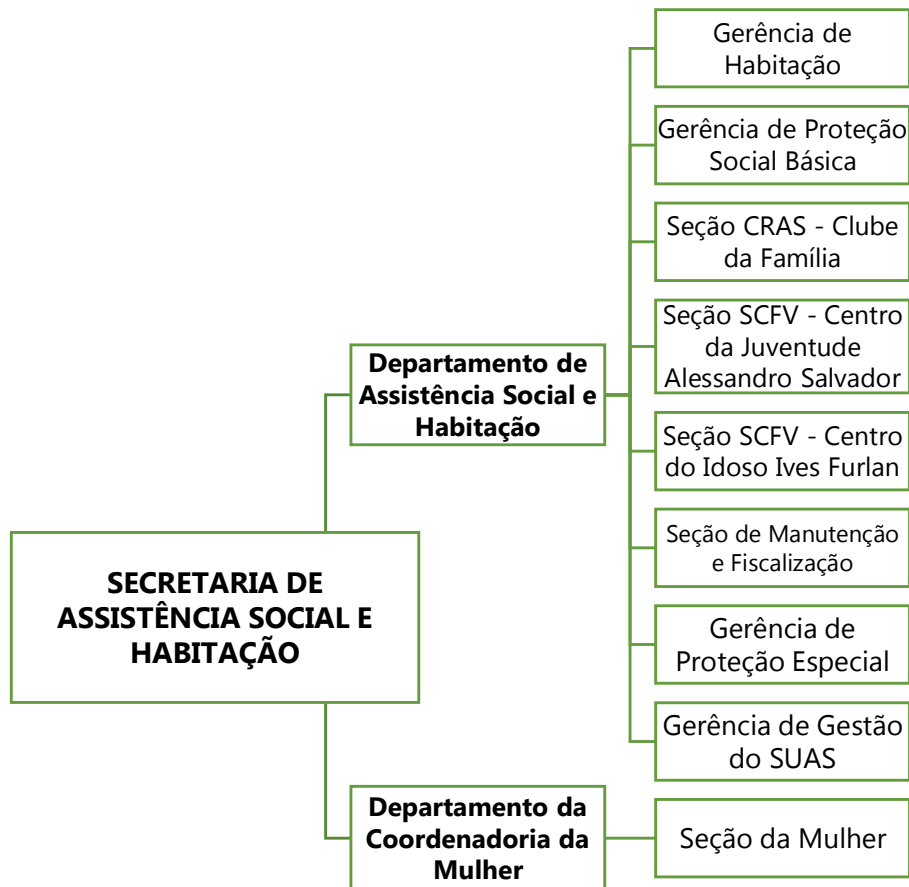 Gerência de
Habitação
Gerência de Proteção
Social Básica
Seção CRAS - Clube
da Família
Seção SCFV - Centro
da Juventude
Alessandro Salvador
Departamento de
Assistência Social e
Habitação
Seção SCFV - Centro
do Idoso Ives Furlan
Seção de Manutenção
e Fiscalização
SECRETARIA DE
ASSISTÊNCIA SOCIAL E
HABITAÇÃO
Gerência de
Proteção Especial
Gerência de Gestão
do SUAS
Departamento da
Coordenadoria da
Mulher
Seção da Mulher